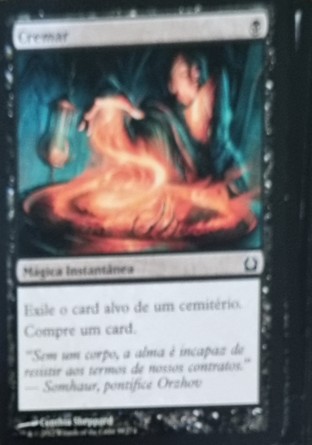 Cremar
Mágica Instantânea
Exile o card alvo de um cemitério.
Compre um card.
"Sem um corpo, a alma é incapaz de
resistir aos termos de nossos contratos."
— Somhaur, pontífice Orzhov
Cynthia Sheppard